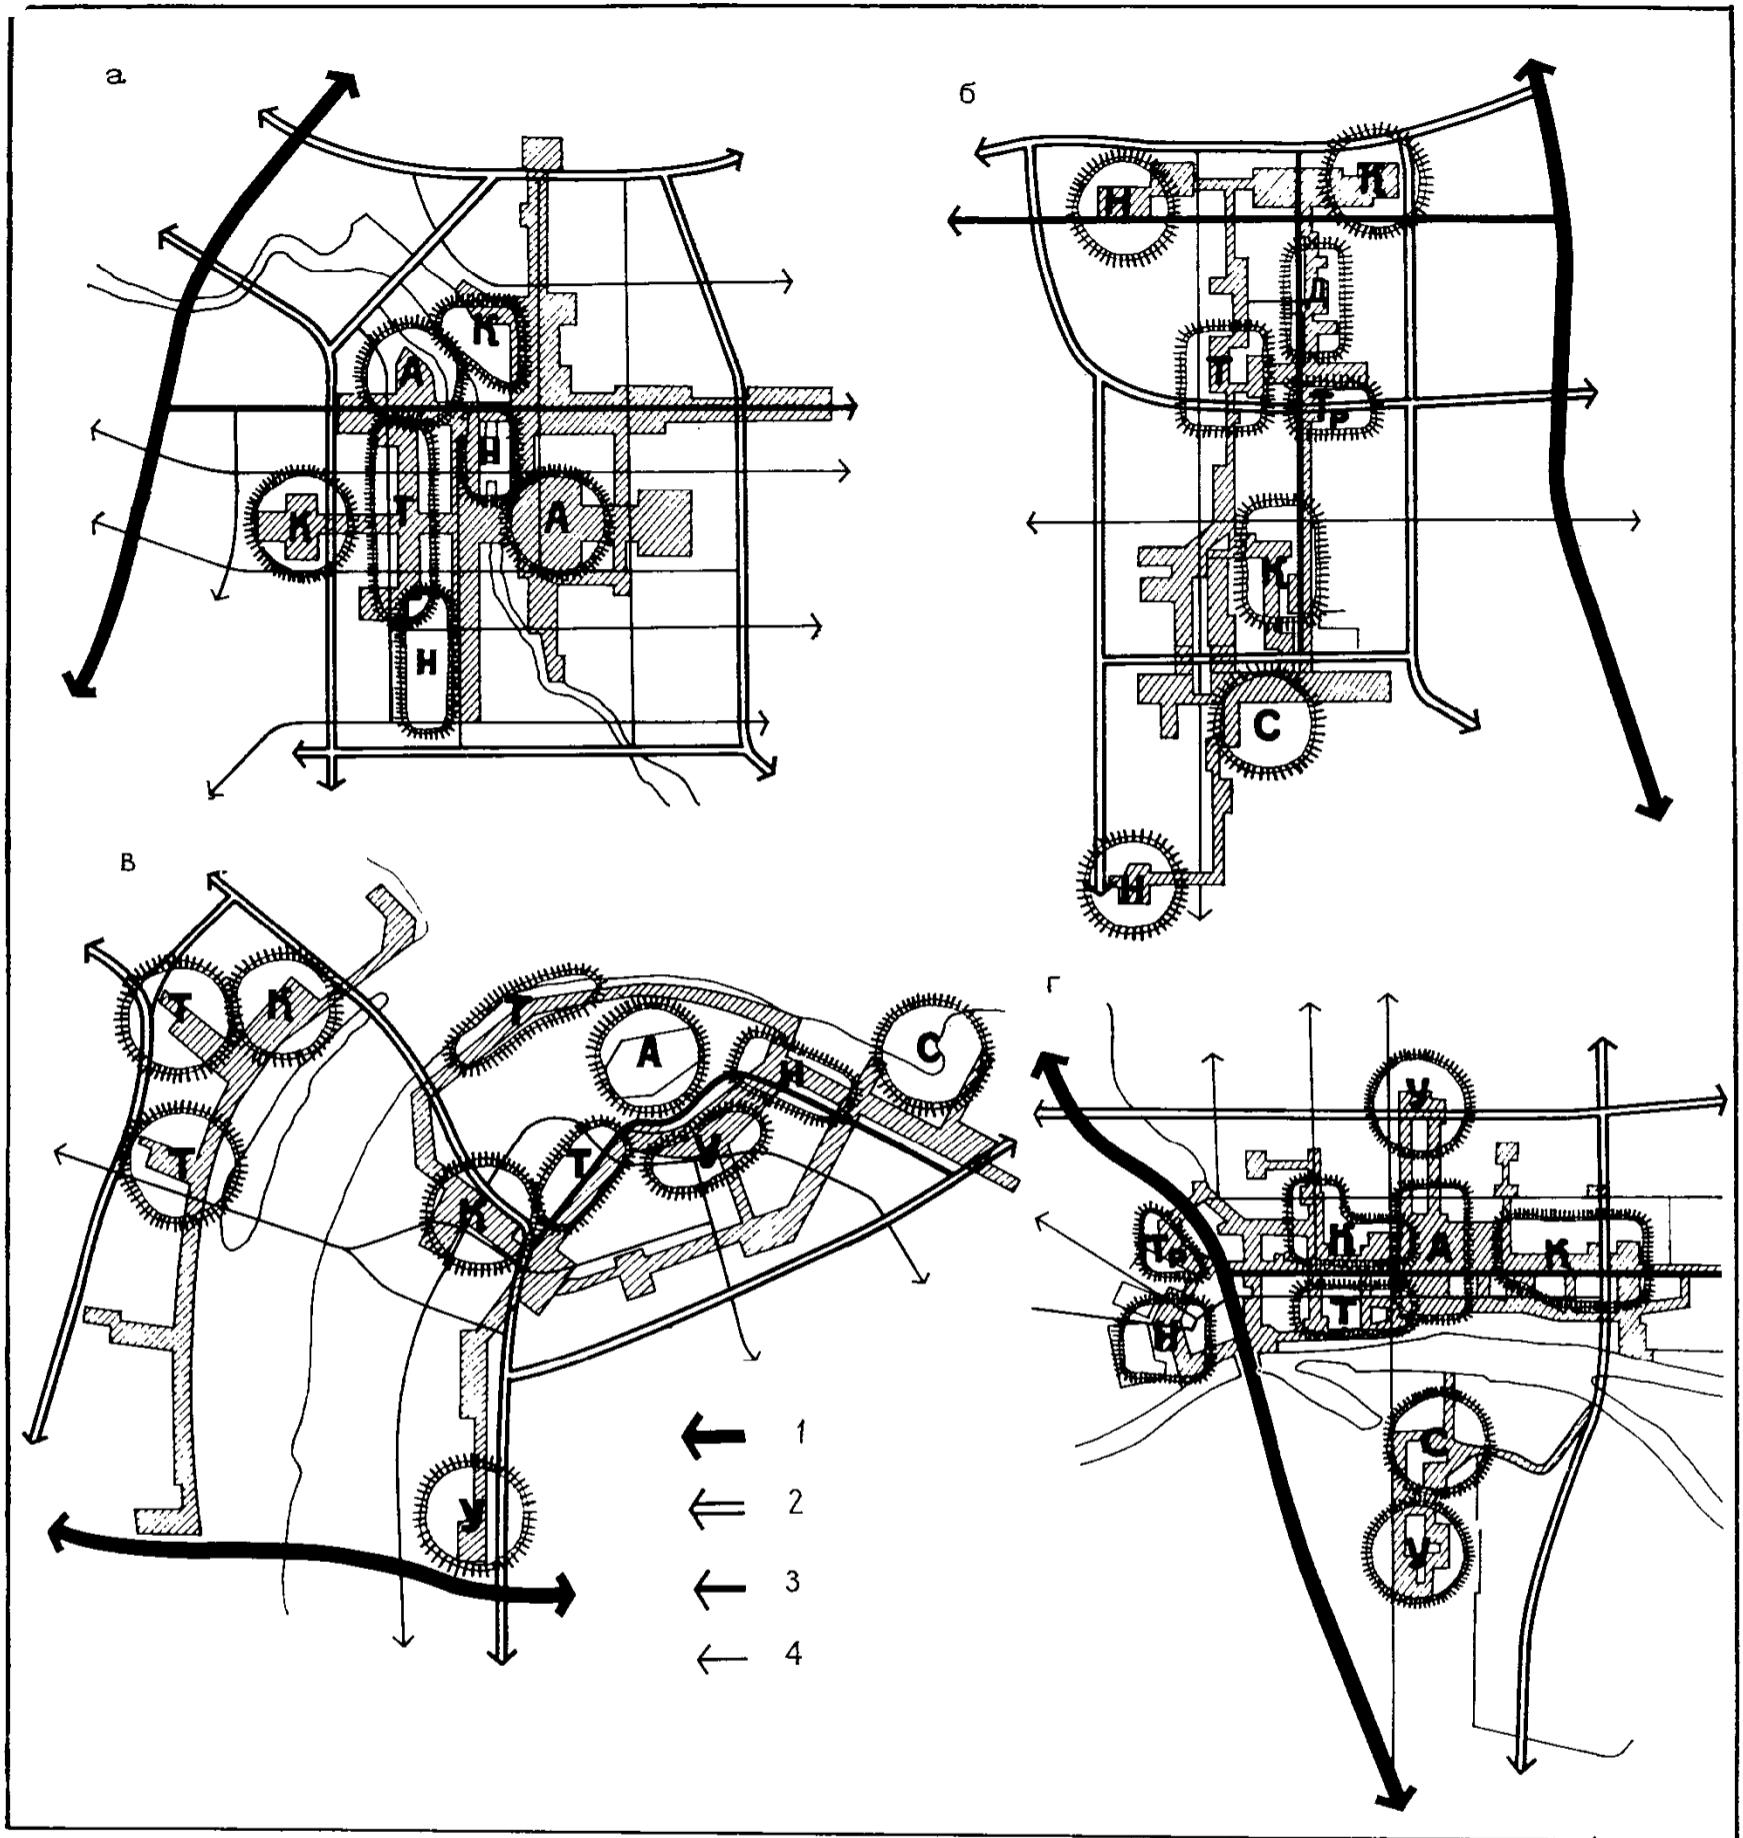 а
К
А
Н
К
Т
А
Н
б
Н
К
Д
Т
Тр
К
С
Н
в
Т
К
Т
А
Н
С
Т
У
Т
К
У
1
2
3
4
г
У
К
А
К
Тр
Т
Н
С
У